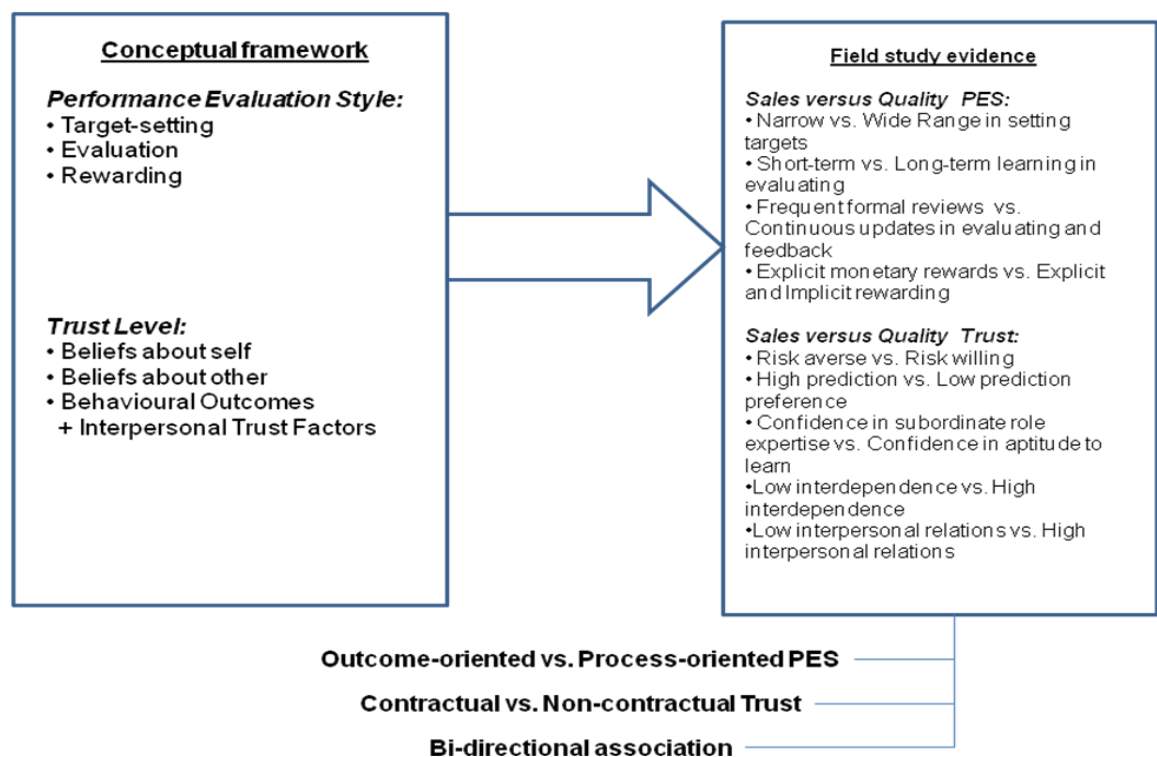 Conceptual framework
Performance Evaluation Style:
• Target-setting
• Evaluation
• Rewarding
Trust Level:
• Beliefs about self
• Beliefs about other
• Behavioural Outcomes
+ Interpersonal Trust Factors
Field study evidence
Sales versus Quality PES:
• Narrow vs. Wide Range in setting
targets
• Short-term vs. Long-term learning in
evaluating
• Frequent formal reviews vs.
Continuous updates in evaluating and
feedback
• Explicit monetary rewards vs. Explicit
and Implicit rewarding
Sales versus Quality Trust:
• Risk averse vs. Risk willing
• High prediction vs. Low prediction
preference
• Confidence in subordinate role
expertise vs. Confidence in aptitude to
learn
•Low interdependence vs. High
interdependence
•Low interpersonal relations vs. High
interpersonal relations
Outcome-oriented vs. Process-oriented PES
Contractual vs. Non-contractual Trust
Bi-directional association